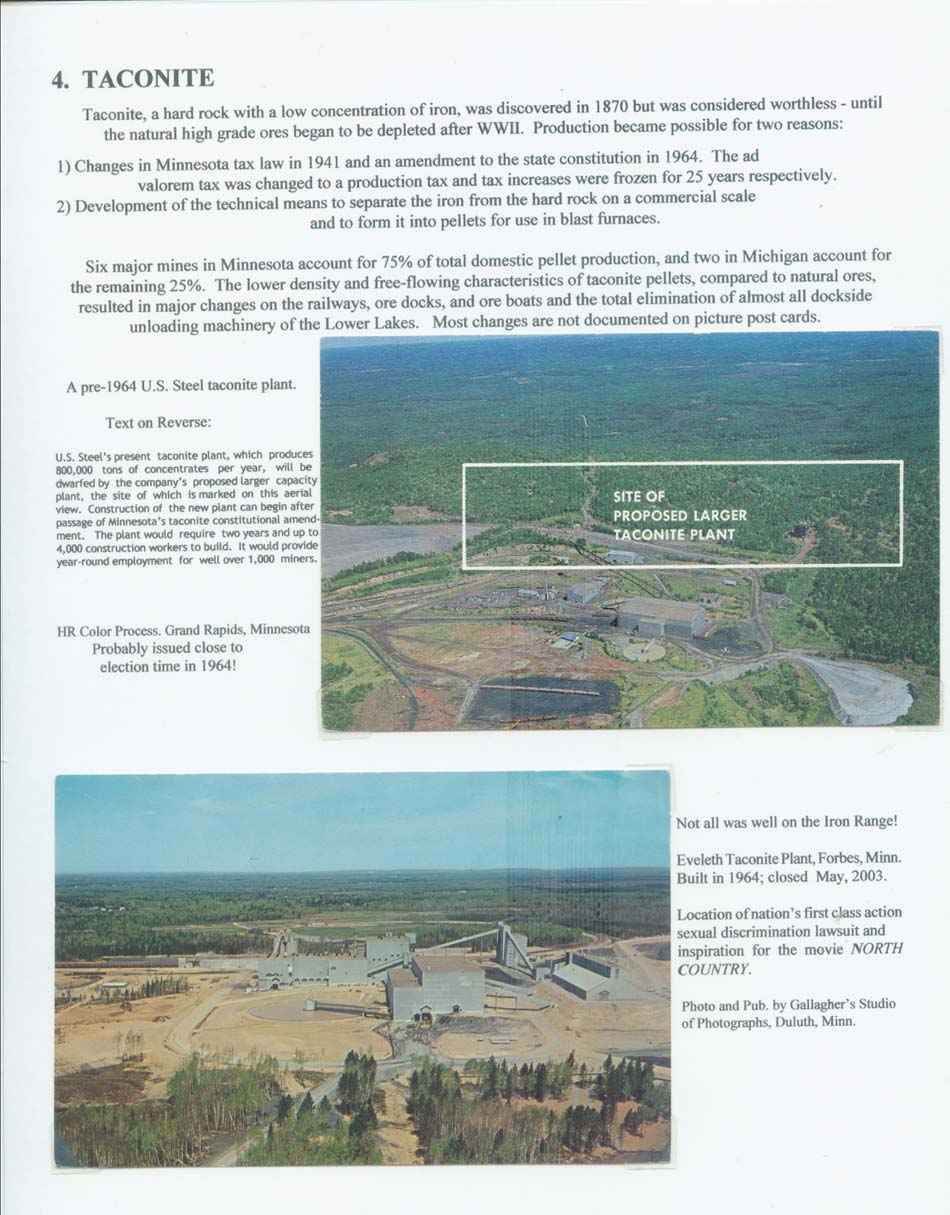 4. TACONITE
Taconite, a hard rock with a low concentration of iron, was discovered in 1870 but was considered worthless - until
the natural high grade ores began to be depleted after WWII. Production became possible for two reasons:
1) Changes in Minnesota tax law in 1941 and an amendment to the state constitution in 1964. The ad
valorem tax was changed to a production tax and tax increases were frozen for 25 years respectively.
2) Development of the technical means to separate the iron from the hard rock on a commercial scale
and to form it into pellets for use in blast furnaces.
Six major mines in Minnesota account for 75% of total domestic pellet production, and two in Michigan account for
the remaining 25%. The lower density and free-flowing characteristics of taconite pellets, compared to natural ores,
resulted in major changes on the railways, ore docks, and ore boats and the total elimination of almost all dockside
unloading machinery of the Lower Lakes. Most changes are not documented on picture post cards.
A pre-1964 U.S. Steel taconite plant.
Text on Reverse:
U.S. Steel's present taconite plant, which produces
800,000 tons of concentrates per year, will be
dwarfed by the company's proposed larger capacity
plant, the site of which is marked on this aerial
view. Construction of the new plant can begin after
passage of Minnesota's taconite constitutional amend-
ment. The plant would require two years and up to
4,000 construction workers to build. It would provide
year-round employment for well over 1,000 miners.
HR Color Process. Grand Rapids, Minnesota
Probably issued close to
election time in 1964!
SITE OF
PROPOSED LARGER
TACONITE PLANT
Not all was well on the Iron Range!
Eveleth Taconite Plant, Forbes, Minn.
Built in 1964; closed May, 2003.
Location of nation's first class action
sexual discrimination lawsuit and
inspiration for the movie NORTH
COUNTRY.
Photo and Pub. by Gallagher's Studio
of Photographs, Duluth, Minn.